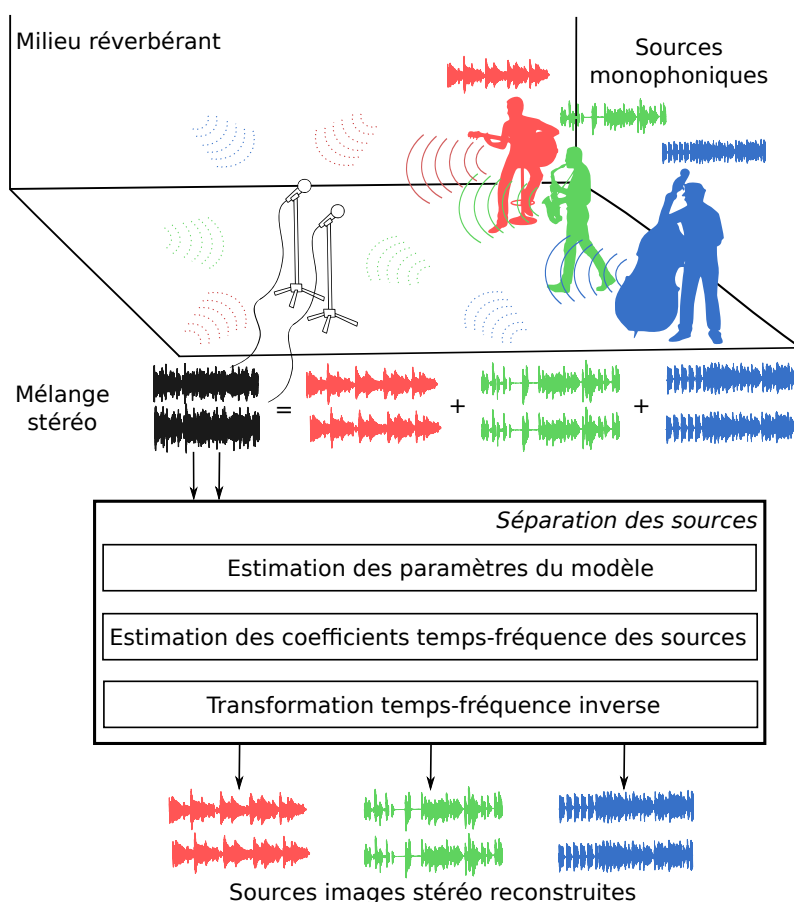 Milieu réverbérant
Sources
monophoniques
Mélange
stéréo
=
+
+
Séparation des sources
Estimation des paramètres du modèle
Estimation des coefficients temps-fréquence des sources
Transformation temps-fréquence inverse
Sources images stéréo reconstruites